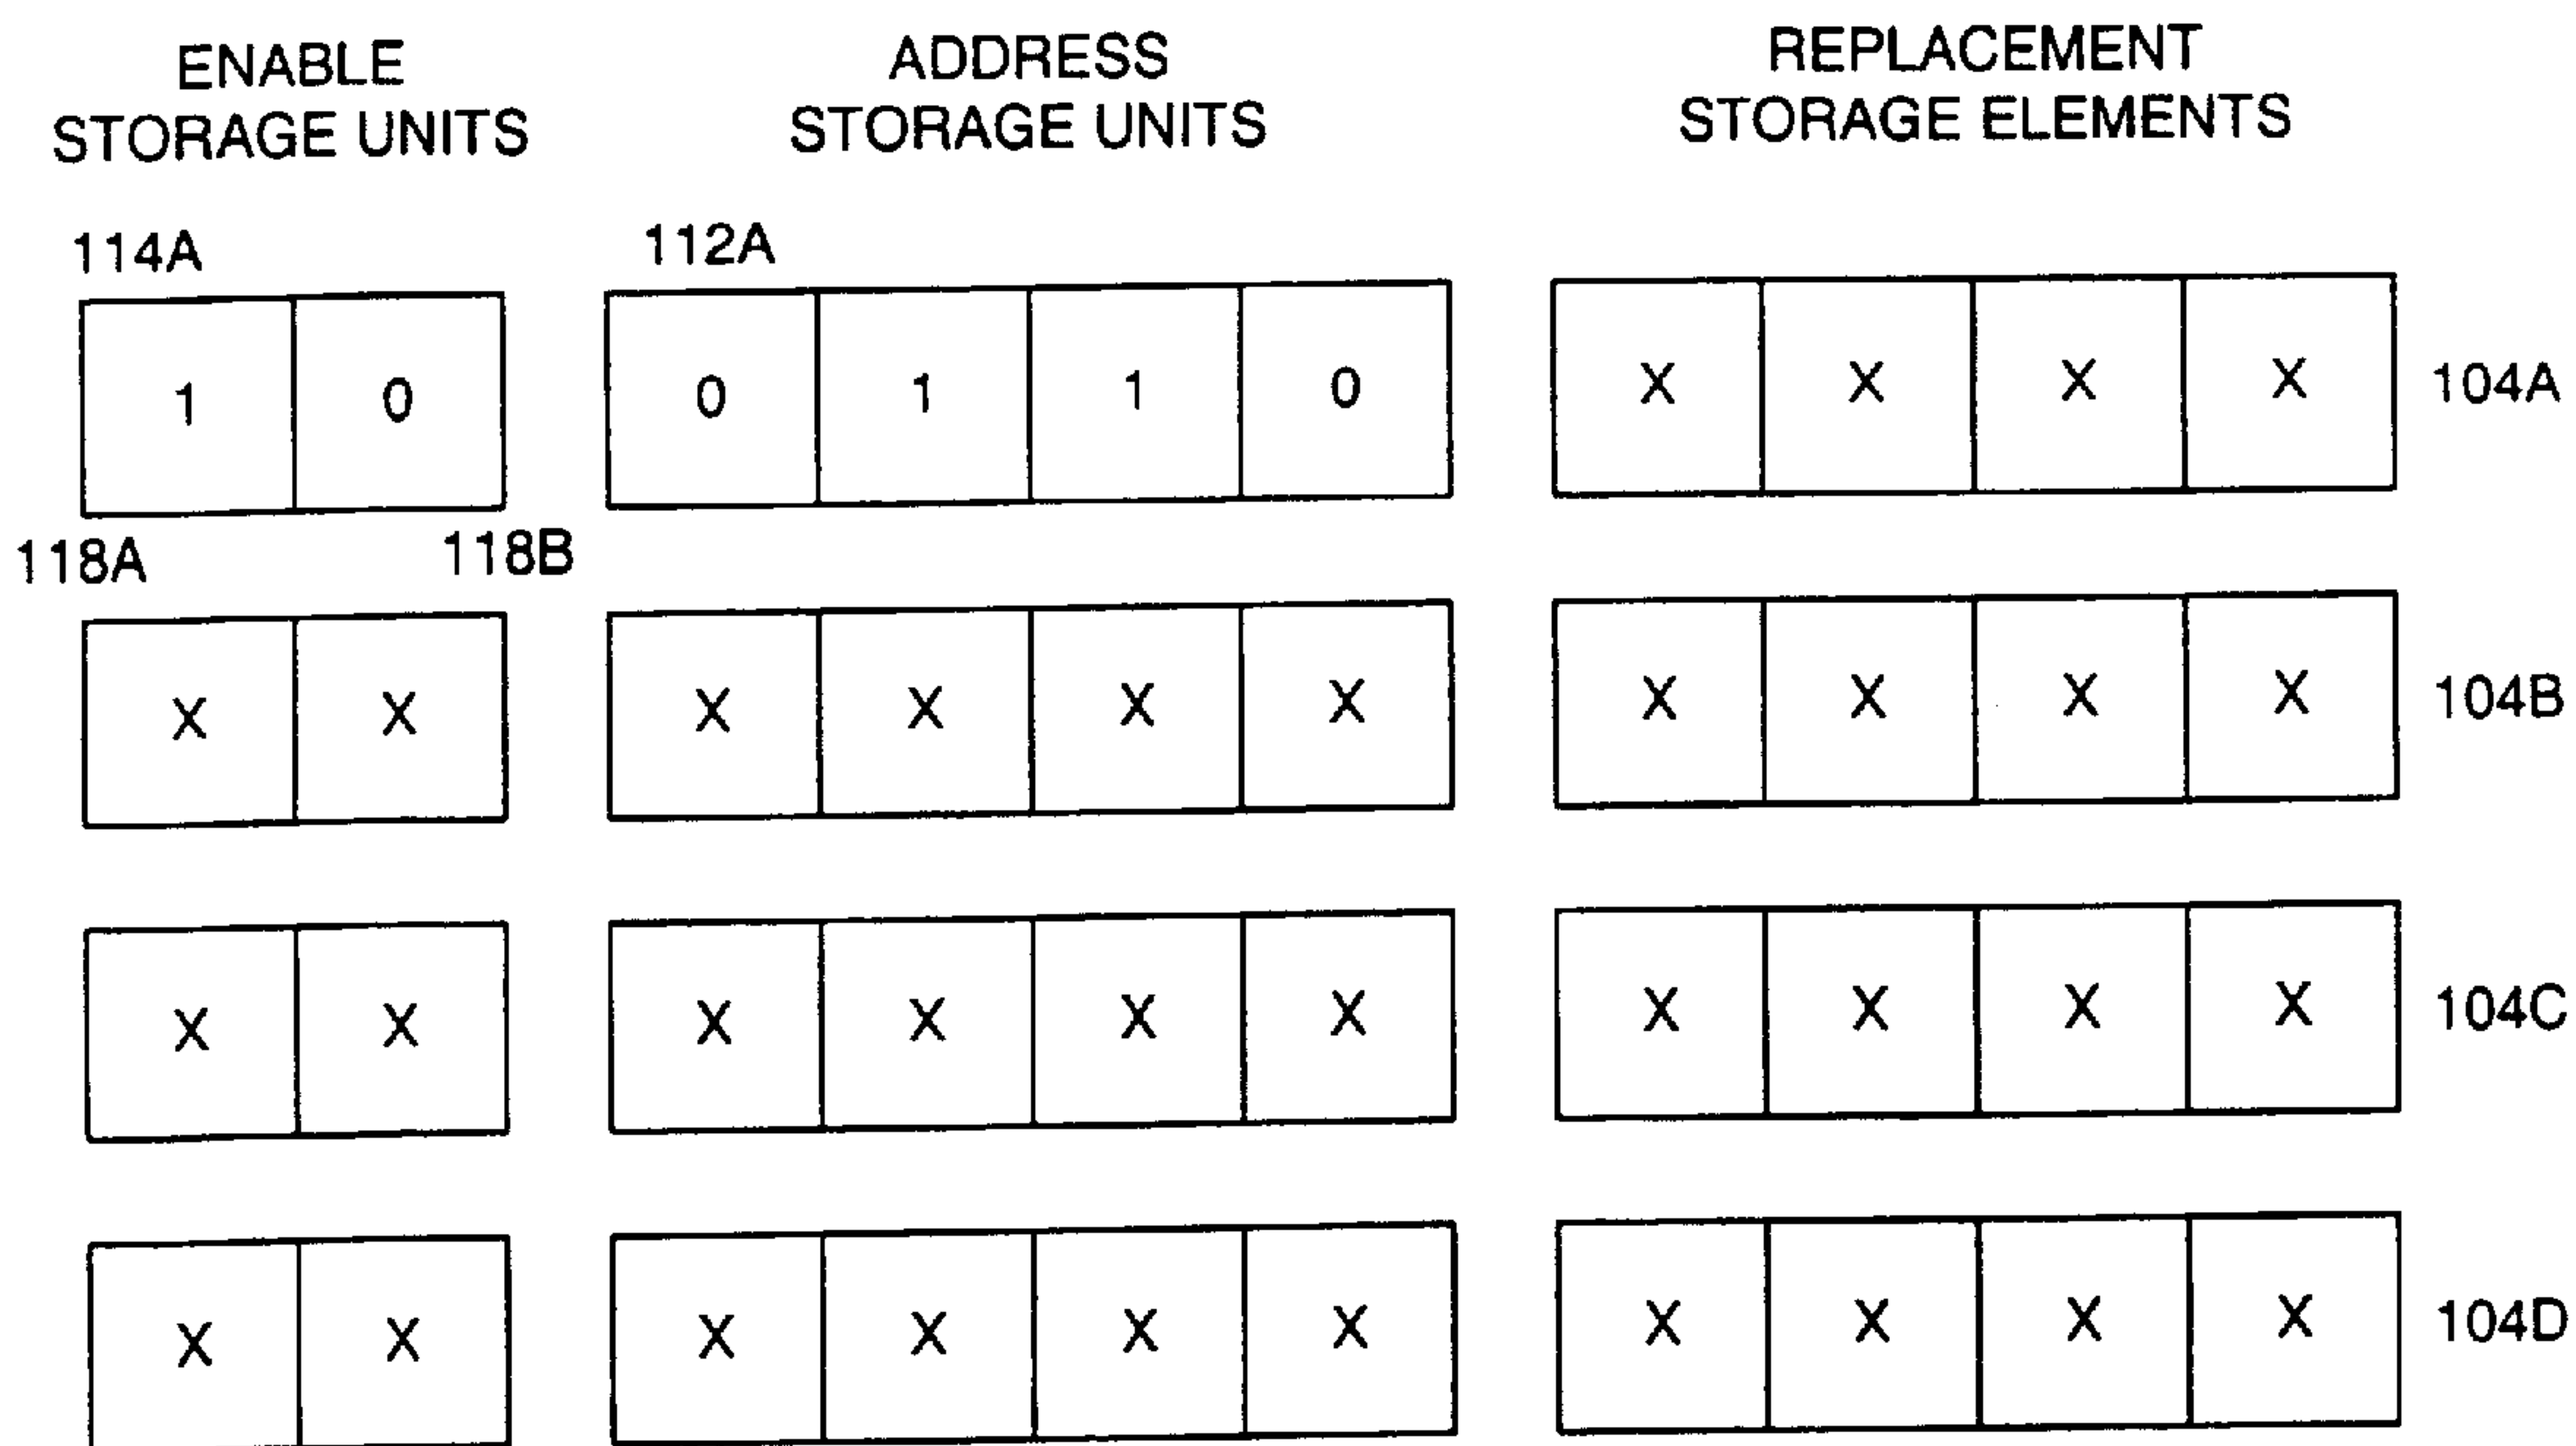 ENABLE
STORAGE UNITS
ADDRESS
STORAGE UNITS
REPLACEMENT
STORAGE ELEMENTS
114A
112A
1 0 0 1 1 0 X X X X 104A
118A 118B
X X X X X X X X X X 104B
X X X X X X X X X X 104C
X X X X X X X X X X 104D